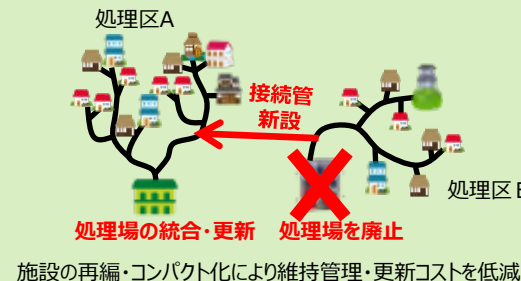 処理区A
接続管
新設
処理区B
処理場の統合・更新
処理場を廃止
施設の再編・コンパクト化により維持管理・更新コストを低減